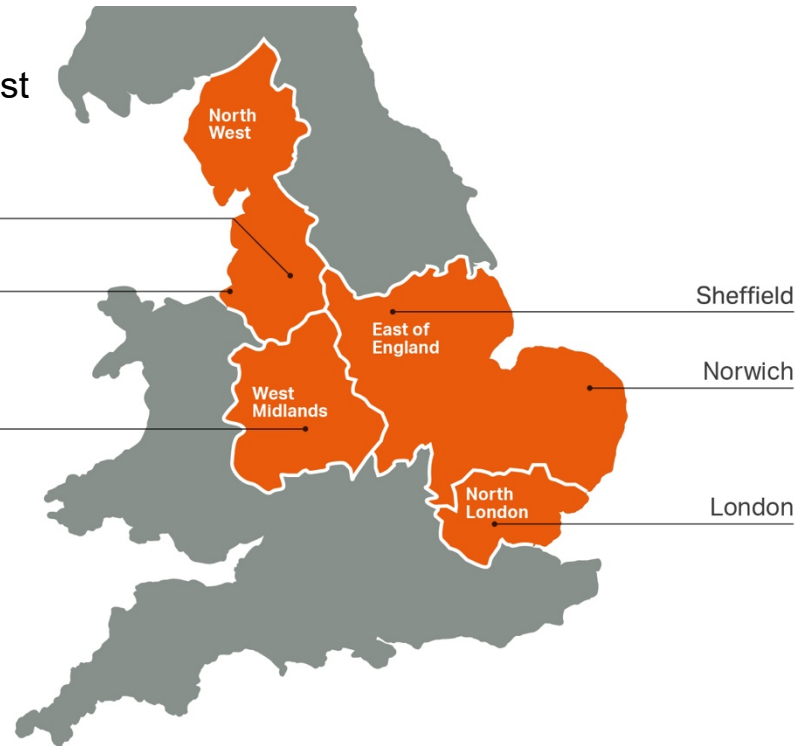 st
North
West
Sheffield
East of
England
Norwich
West
Midlands
North
London
London